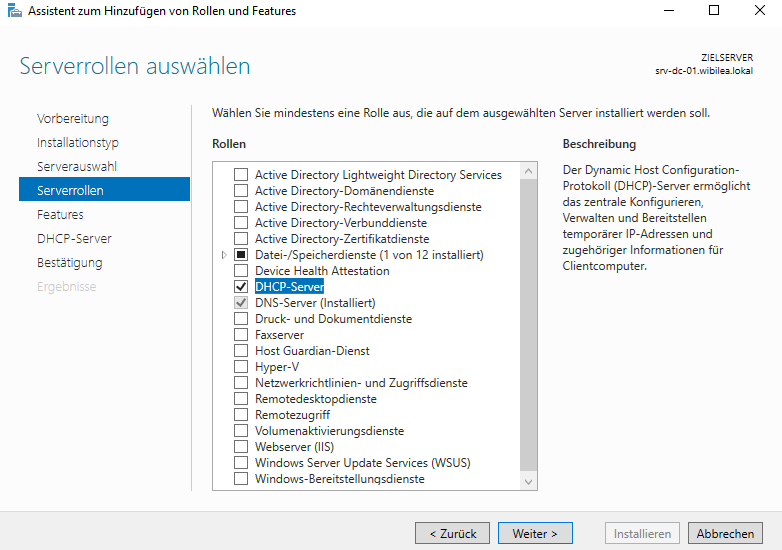 Assistent zum Hinzufügen von Rollen und Features
Serverrollen auswählen
ZIELSERVER
srv-dc-01.wibilea.lokal
Vorbereitung
Installationstyp
Serverauswahl
Serverrollen
Features
DHCP-Server
Bestätigung
Ergebnisse
Wählen Sie mindestens eine Rolle aus, die auf dem ausgewählten Server installiert werden soll.
Rollen
Active Directory Lightweight Directory Services
Active Directory-Domänendienste
Active Directory-Rechteverwaltungsdienste
Active Directory-Verbunddienste
Active Directory-Zertifikatdienste
Datei-/Speicherdienste (1 von 12 installiert)
Device Health Attestation
DHCP-Server
DNS-Server (Installiert)
Druck- und Dokumentdienste
Faxserver
Host Guardian-Dienst
Hyper-V
Netzwerkrichtlinien- und Zugriffsdienste
Remotedesktopdienste
Remotezugriff
Volumenaktivierungsdienste
Webserver (IIS)
Windows Server Update Services (WSUS)
Windows-Bereitstellungsdienste
Beschreibung
Der Dynamic Host Configuration-
Protokoll (DHCP)-Server ermöglicht
das zentrale Konfigurieren,
Verwalten und Bereitstellen
temporärer IP-Adressen und
zugehöriger Informationen für
Clientcomputer.
< Zurück
Weiter >
Installieren
Abbrechen